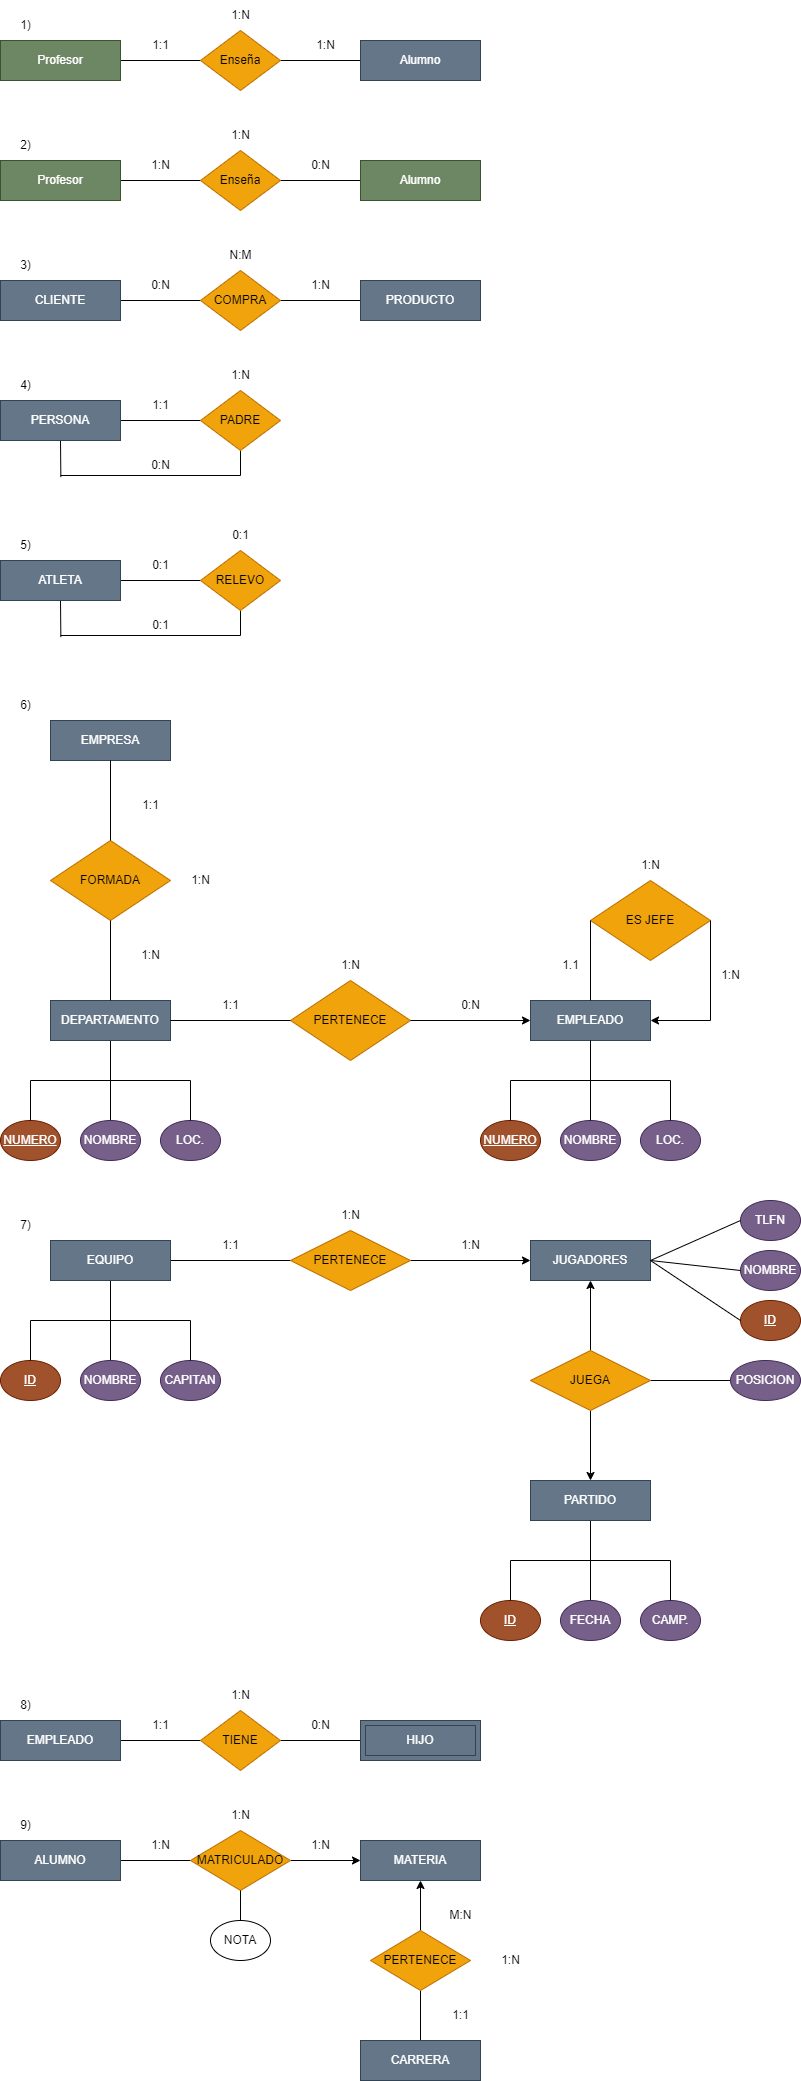 1)
1:N
Profesor
1:1
Enseña
1:N
Alumno
2)
1:N
Profesor
1:N
Enseña
0:N
Alumno
3)
N:M
CLIENTE
0:N
COMPRA
1:N
PRODUCTO
4)
1:N
PERSONA
1:1
PADRE
0:N
5)
0:1
ATLETA
0:1
RELEVO
0:1
6)
EMPRESA
1:1
FORMADA
1:N
1:N
DEPARTAMENTO
1:1
1:N
PERTENECE
0:N
EMPLEADO
1:N
ES JEFE
1.1
1:N
NUMERO
NOMBRE
LOC.
NUMERO
NOMBRE
LOC.
7)
EQUIPO
1:1
1:N
PERTENECE
1:N
JUGADORES
TLFN
NOMBRE
ID
ID
NOMBRE
CAPITAN
JUEGA
POSICION
PARTIDO
ID
FECHA
CAMP.
8)
1:N
EMPLEADO
1:1
TIENE
0:N
HIJO
9)
1:N
ALUMNO
1:N
MATRICULADO
1:N
MATERIA
NOTA
M:N
PERTENECE
1:N
1:1
CARRERA